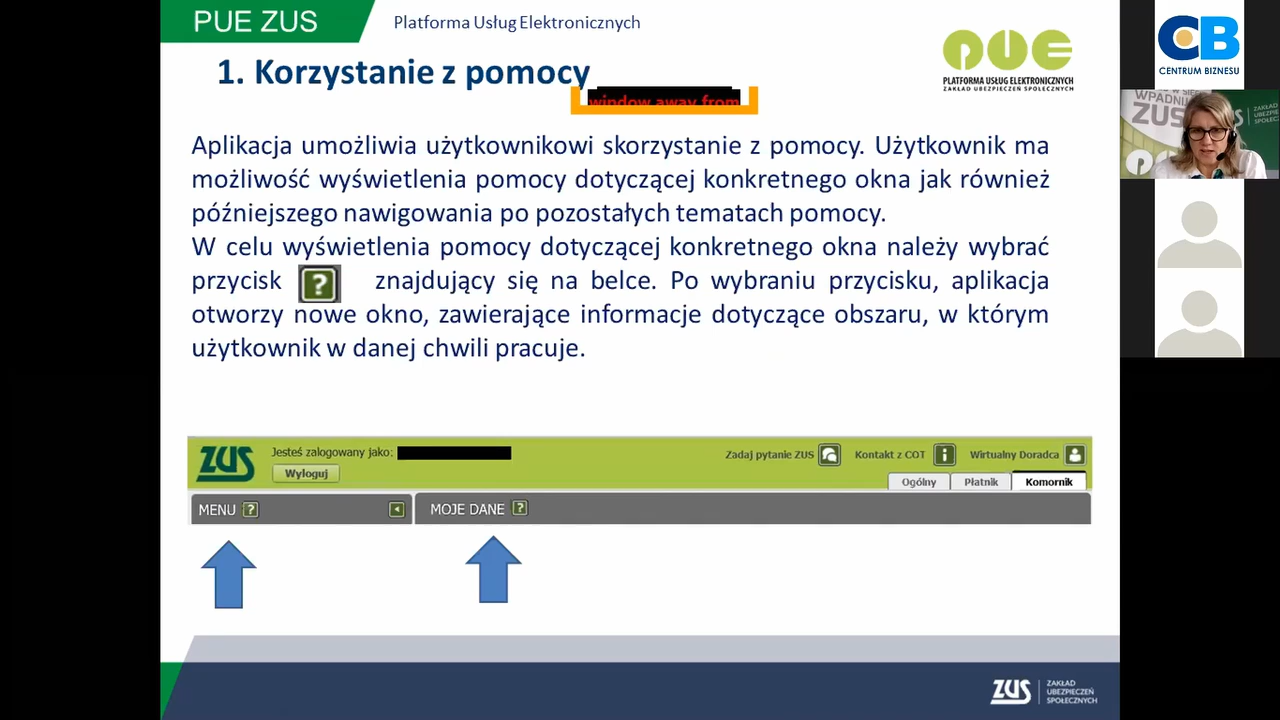 PUE ZUS
Platforma Usług Elektronicznych
1. Korzystanie z pomocy
PUE
PLATFORMA USŁUG ELEKTRONICZNYCH
ZAKŁAD UBEZPIECZEŃ SPOŁECZNYCH
window away from
Aplikacja umożliwia użytkownikowi skorzystanie z pomocy. Użytkownik ma
możliwość wyświetlenia pomocy dotyczącej konkretnego okna jak również
późniejszego nawigowania po pozostałych tematach pomocy.
W celu wyświetlenia pomocy dotyczącej konkretnego okna należy wybrać
przycisk ? znajdujący się na belce. Po wybraniu przycisku, aplikacja
otworzy nowe okno, zawierające informacje dotyczące obszaru, w którym
użytkownik w danej chwili pracuje.
ZUS
Jesteś zalogowany jako:
Wyloguj
Zadaj pytanie ZUS
Kontakt z COT i
Wirtualny Doradca
Ogólny
Płatnik
Komornik
MENU ?
MOJE DANE ?
ZUS
ZAKŁAD
UBEZPIECZEŃ
SPOŁECZNYCH
CB
CENTRUM BIZNESU
WPADNIJ
ZUS